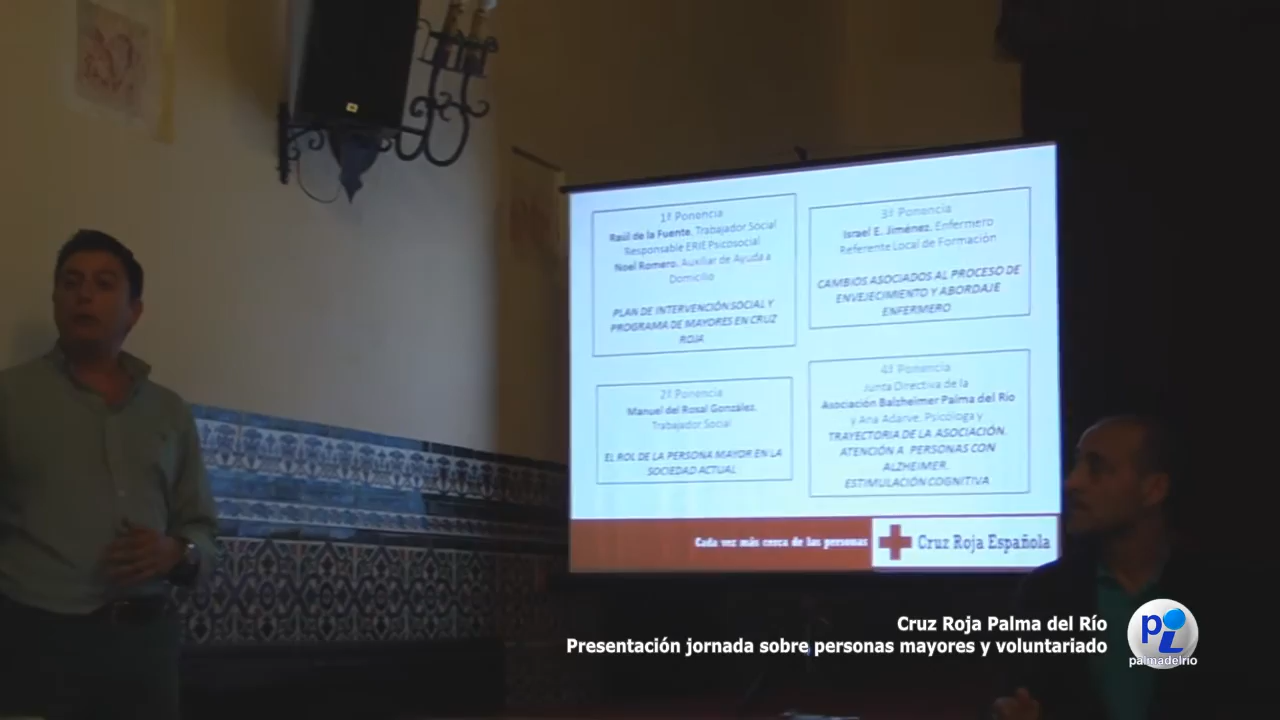 1ª Ponencia
Raúl de la Fuente. Trabajador Social
Responsable ERIE Psicosocial
Noel Romero. Auxiliar de Ayuda a
Domicilio
PLAN DE INTERVENCIÓN SOCIAL Y
PROGRAMA DE MAYORES EN CRUZ
ROJA
2ª Ponencia
Manuel del Rosal González.
Trabajador Social
EL ROL DE LA PERSONA MAYOR EN LA
SOCIEDAD ACTUAL
3ª Ponencia
Israel E. Jiménez. Enfermero
Referente Local de Formación
CAMBIOS ASOCIADOS AL PROCESO DE
ENVEJECIMIENTO Y ABORDAJE
ENFERMERO
4ª Ponencia
Junta Directiva de la
Asociación Balzheimer Palma del Río
y Ana Adarve. Psicóloga y
TRAYECTORIA DE LA ASOCIACIÓN.
ATENCIÓN A PERSONAS CON
ALZHEIMER.
ESTIMULACIÓN COGNITIVA
Cada vez más cerca de las personas
Cruz Roja Española
Cruz Roja Palma del Río
Presentación jornada sobre personas mayores y voluntariado
palmadelrio